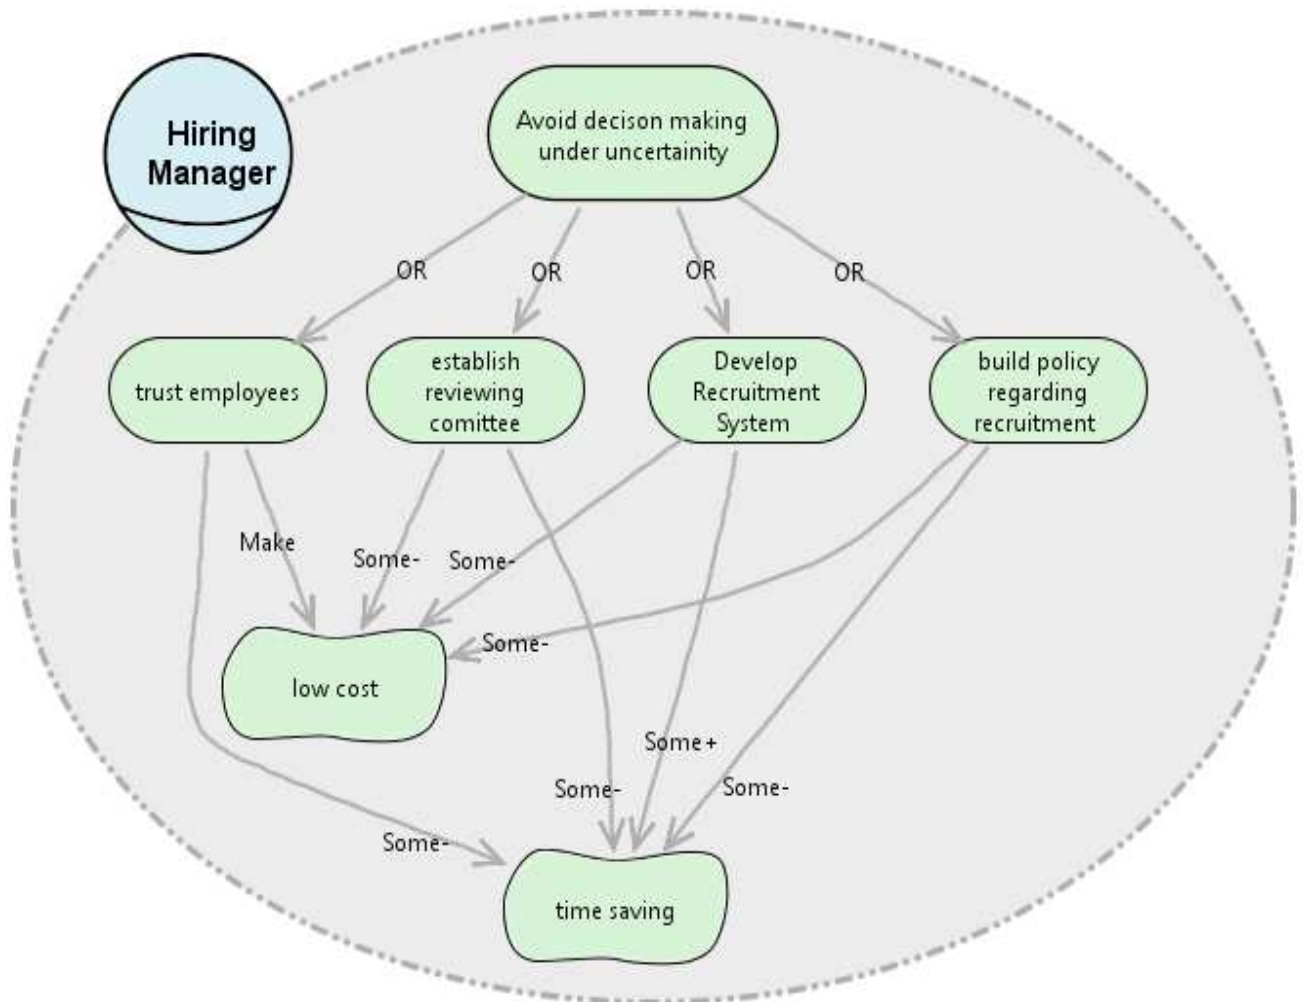 Hiring
Manager
Avoid decison making
under uncertainity
OR
OR
OR
OR
trust employees
establish
reviewing
comittee
Develop
Recruitment
System
build policy
regarding
recruitment
Make
Some-
Some-
Some-
low cost
Some+
Some-
Some-
Some-
time saving